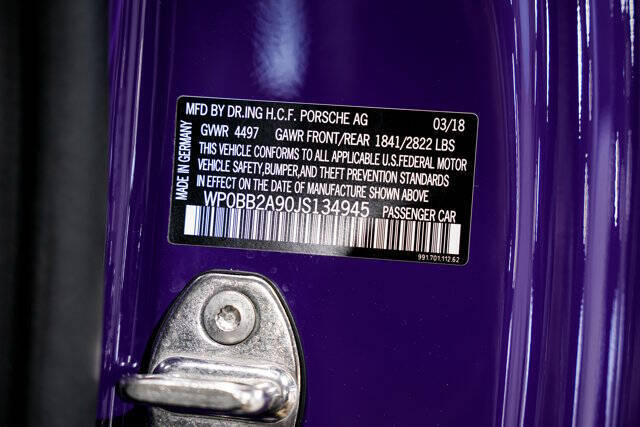 MFD BY DR.ING H.C.F. PORSCHE AG 03/18
GVWR 4497 GAWR FRONT/REAR 1841/2822 LBS
THIS VEHICLE CONFORMS TO ALL APPLICABLE U.S.FEDERAL MOTOR
VEHICLE SAFETY,BUMPER,AND THEFT PREVENTION STANDARDS
IN EFFECT ON THE DATE OF MANUFACTURE SHOWN ABOVE
WP0BB2A90JS134945 PASSENGER CAR
991.701.112.62
MADE IN GERMANY